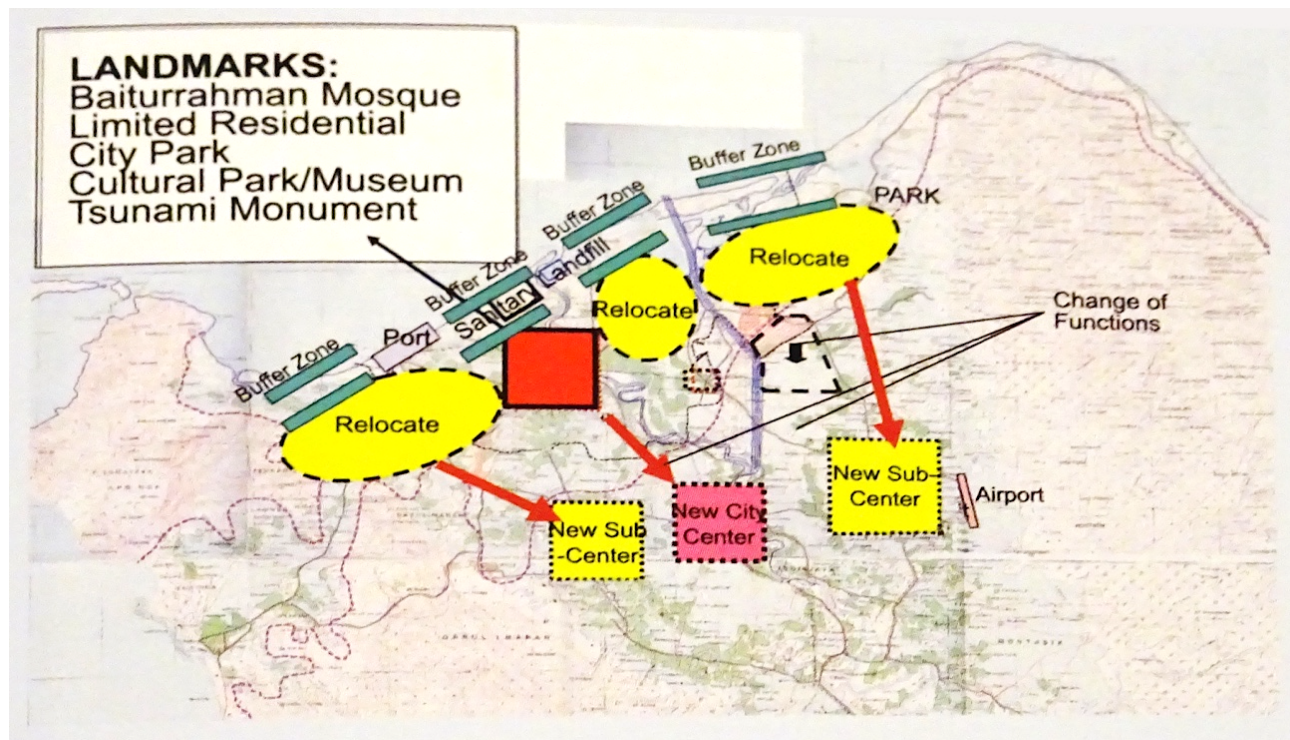 LANDMARKS:
Baiturrahman Mosque
Limited Residential
City Park
Cultural Park/Museum
Tsunami Monument
Buffer Zone
PARK
Buffer Zone
Relocate
Landfill
Buffer Zone
Relocate
Sanitary
Port
Buffer Zone
Relocate
Change of
Functions
New Sub-
Center
Airport
New City
Center
New Sub
-Center